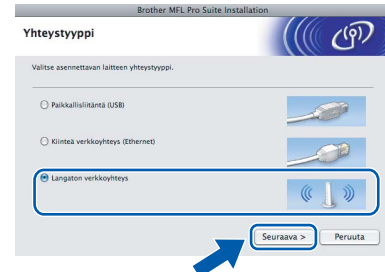 Brother MFL Pro Suite Installation
Yhteystyyppi
Valitse asennettavan laitteen yhteystyyppi.
Paikallisliitäntä (USB)
Kiinteä verkkoyhteys (Ethernet)
Langaton verkkoyhteys
Seuraava >
Peruuta